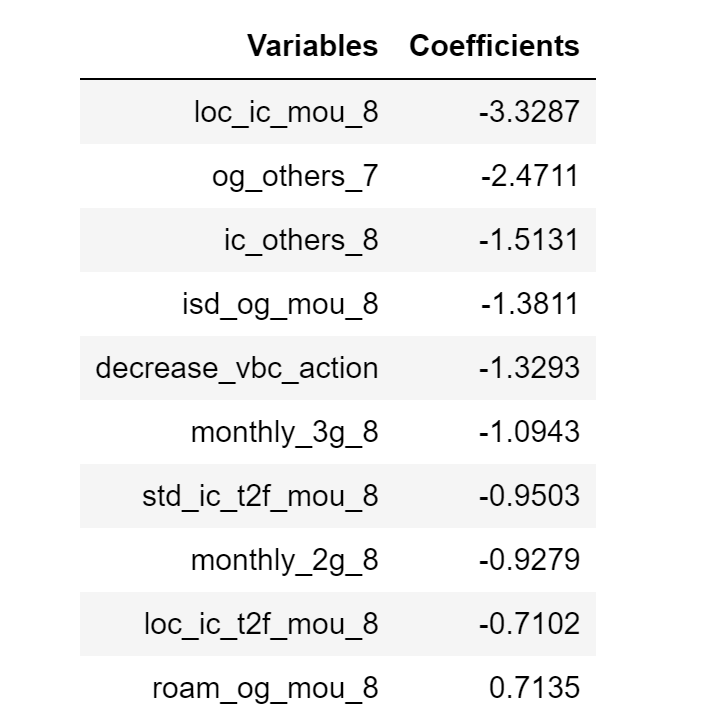 Variables Coefficients
loc_ic_mou_8 -3.3287
og_others_7 -2.4711
ic_others_8 -1.5131
isd_og_mou_8 -1.3811
decrease_vbc_action -1.3293
monthly_3g_8 -1.0943
std_ic_t2f_mou_8 -0.9503
monthly_2g_8 -0.9279
loc_ic_t2f_mou_8 -0.7102
roam_og_mou_8 0.7135